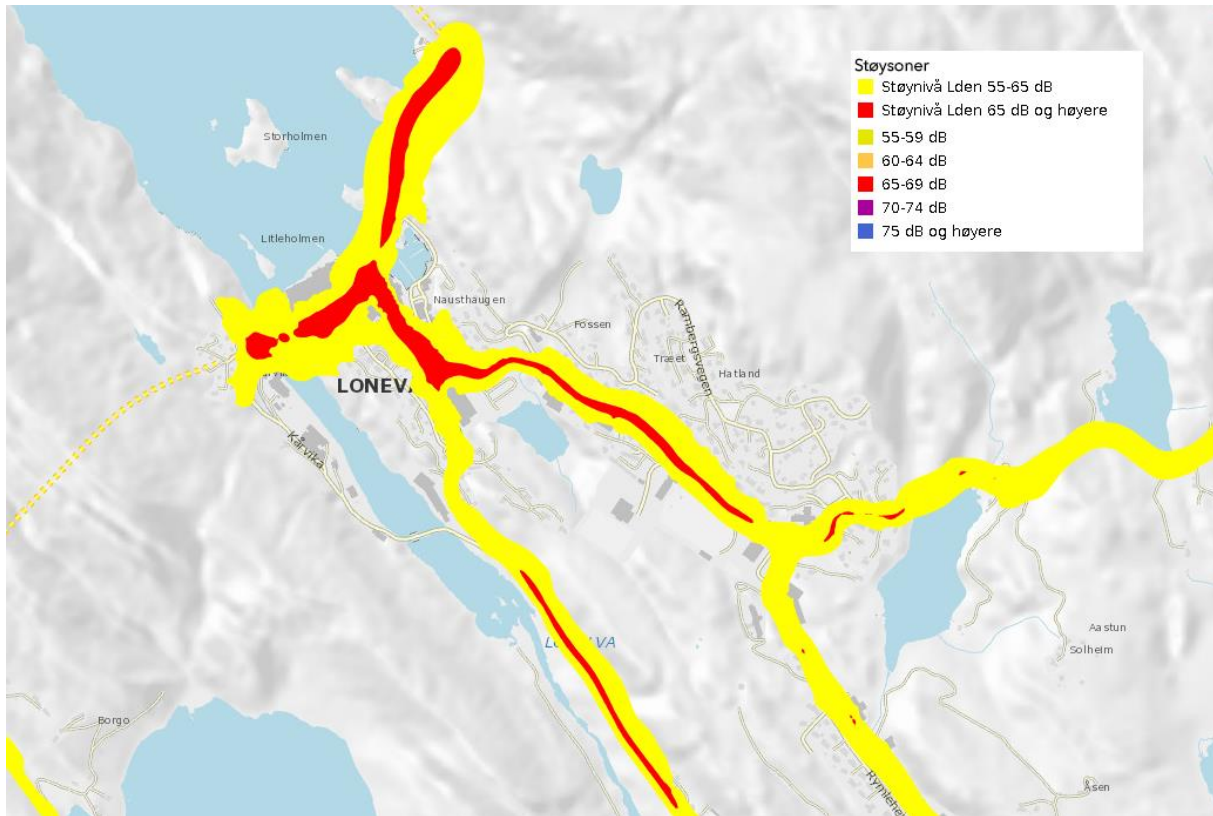 Støysoner
Støynivå Lden 55-65 dB
Støynivå Lden 65 dB og høyere
55-59 dB
60-64 dB
65-69 dB
70-74 dB
75 dB og høyere
Storholmen
Litleholmen
Nausthaugen
Rambergsvegen
Fossen
Træet
Hatland
LONEV
Kårvika
Aastun
Solheim
Borgo
Åsen